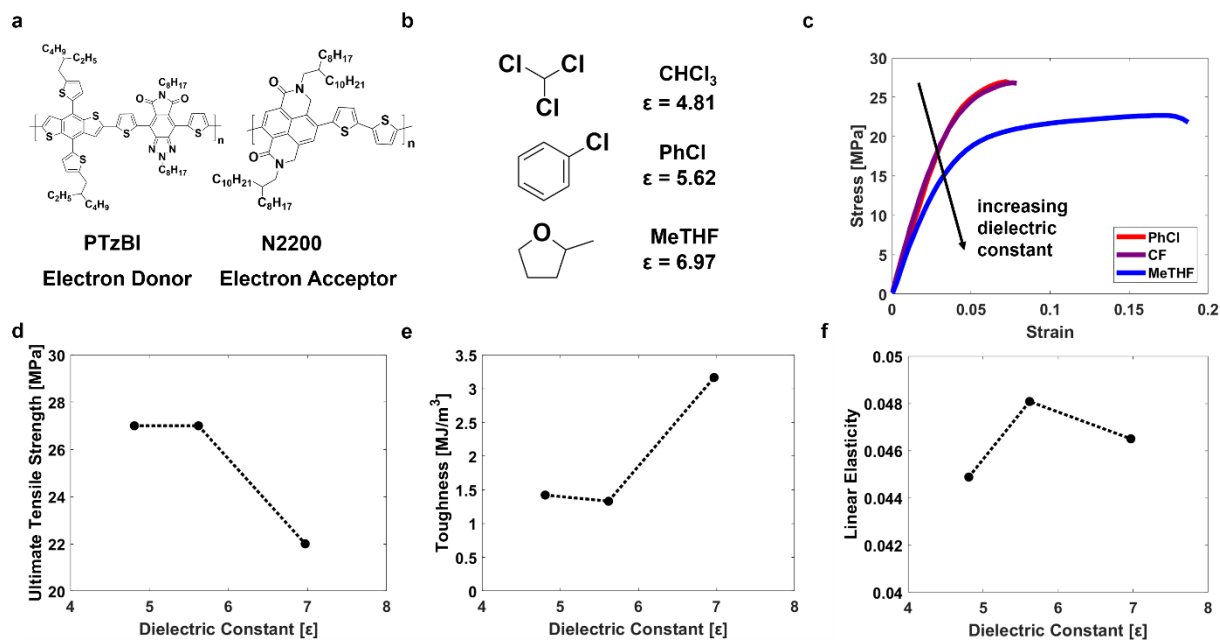 a
C4H9
C2H5
S
S
S
S
C2H5
C4H9
C8H17
O
N
O
S
S
N
N
N
C8H17
n
PTzBI
Electron Donor
C8H17
C10H21
O
N
O
N
S
S
n
C10H21
C8H17
N2200
Electron Acceptor
b
Cl
Cl
Cl
CHCl3
ε = 4.81
Cl
PhCl
ε = 5.62
O
MeTHF
ε = 6.97
c
Stress [MPa]
30
25
20
15
10
5
0
0
0.05
0.1
0.15
0.2
Strain
increasing
dielectric
constant
PhCl
CF
MeTHF
d
Ultimate Tensile Strength [MPa]
30
28
26
24
22
20
4
5
6
7
8
Dielectric Constant [ε]
e
Toughness [MJ/m³]
3.5
3
2.5
2
1.5
1
0.5
0
4
5
6
7
8
Dielectric Constant [ε]
f
Linear Elasticity
0.05
0.048
0.046
0.044
0.042
0.04
4
5
6
7
8
Dielectric Constant [ε]